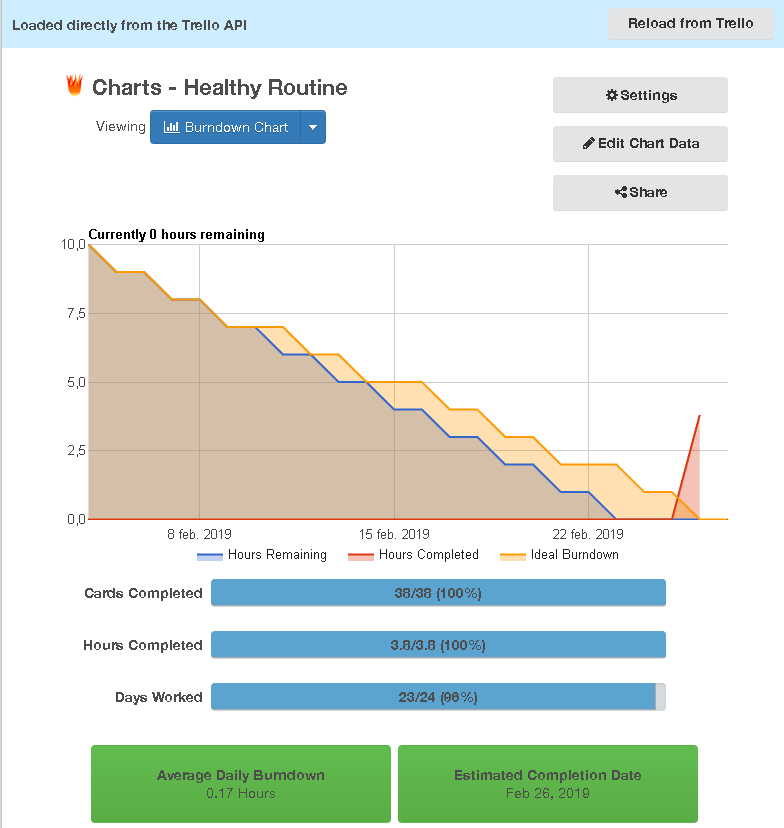 Loaded directly from the Trello API
Reload from Trello
Charts - Healthy Routine
Viewing Burndown Chart
Settings
Edit Chart Data
Share
Currently 0 hours remaining
10,0
7,5
5,0
2,5
0,0
8 feb. 2019 15 feb. 2019 22 feb. 2019
Hours Remaining Hours Completed Ideal Burndown
Cards Completed 38/38 (100%)
Hours Completed 3.8/3.8 (100%)
Days Worked 23/24 (96%)
Average Daily Burndown
0.17 Hours
Estimated Completion Date
Feb 26, 2019